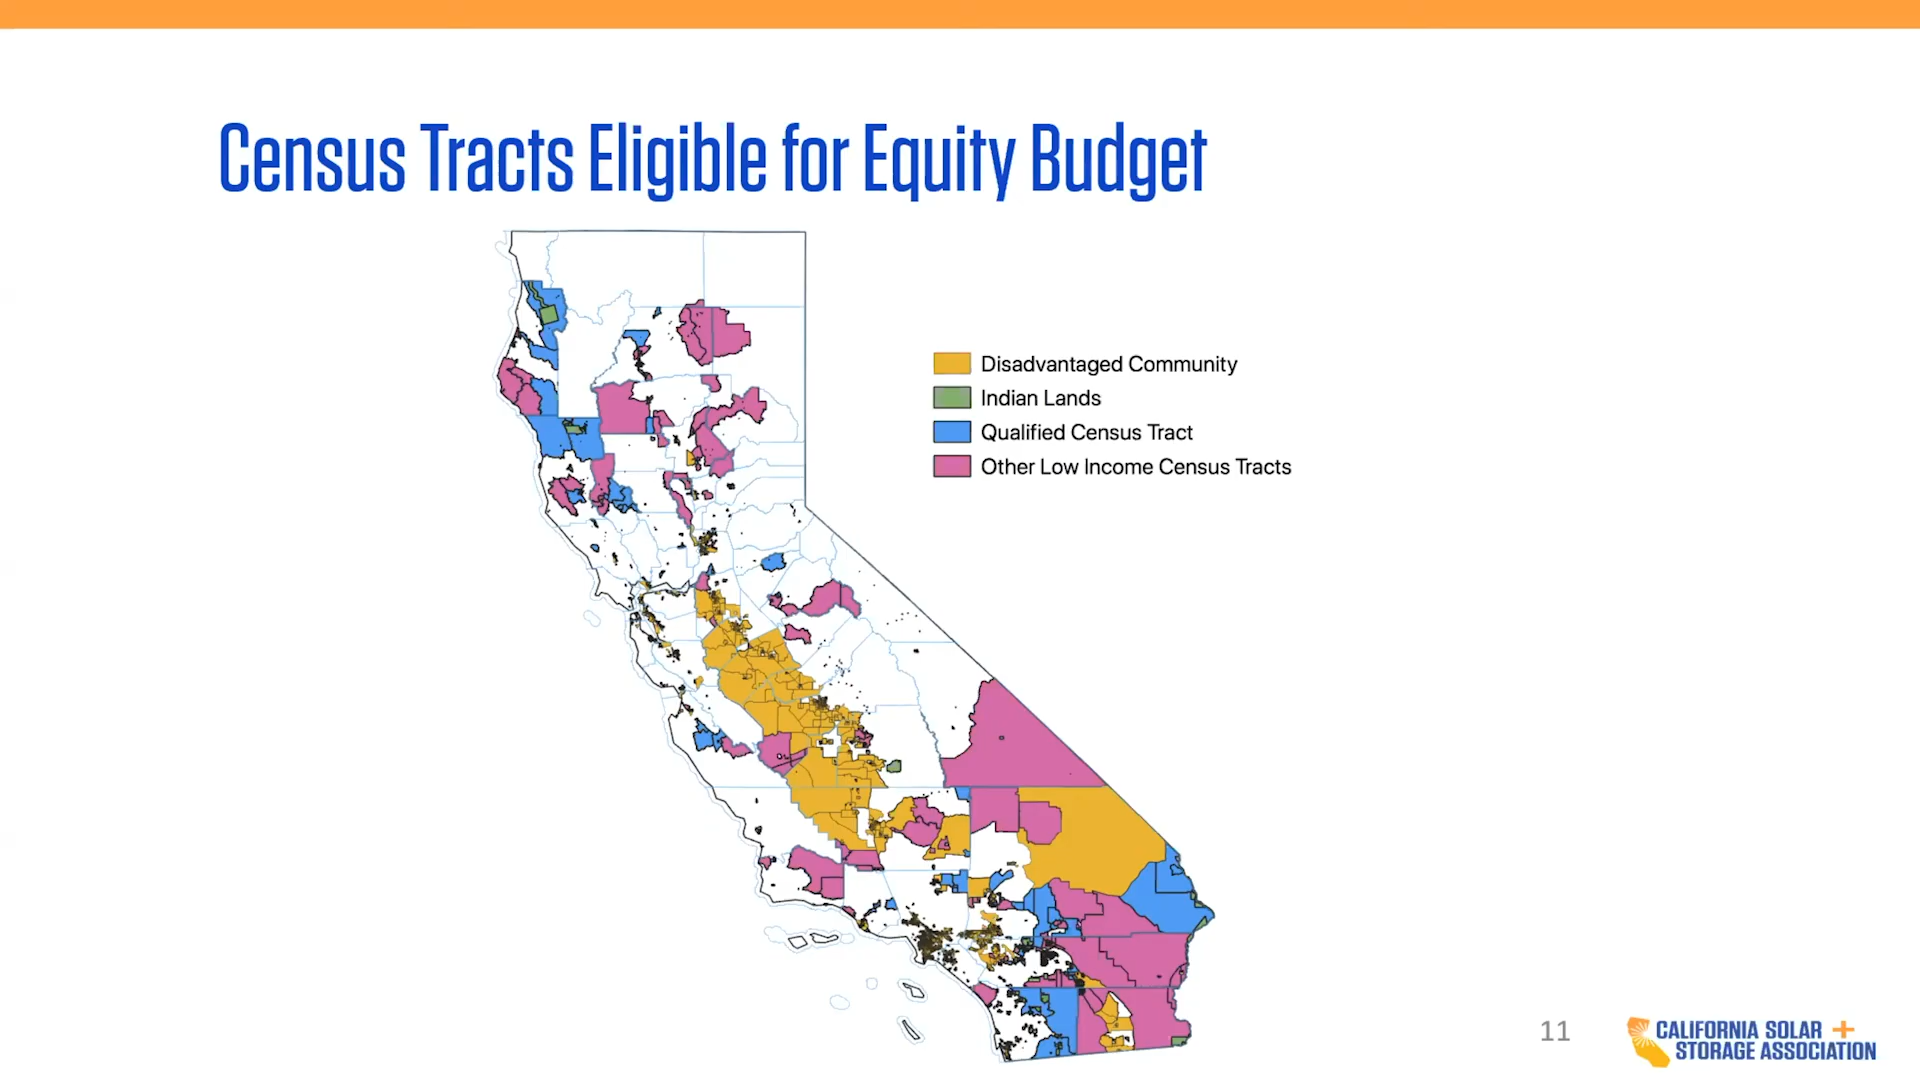 Census Tracts Eligible for Equity Budget
Disadvantaged Community
Indian Lands
Qualified Census Tract
Other Low Income Census Tracts
11
CALIFORNIA SOLAR +
STORAGE ASSOCIATION